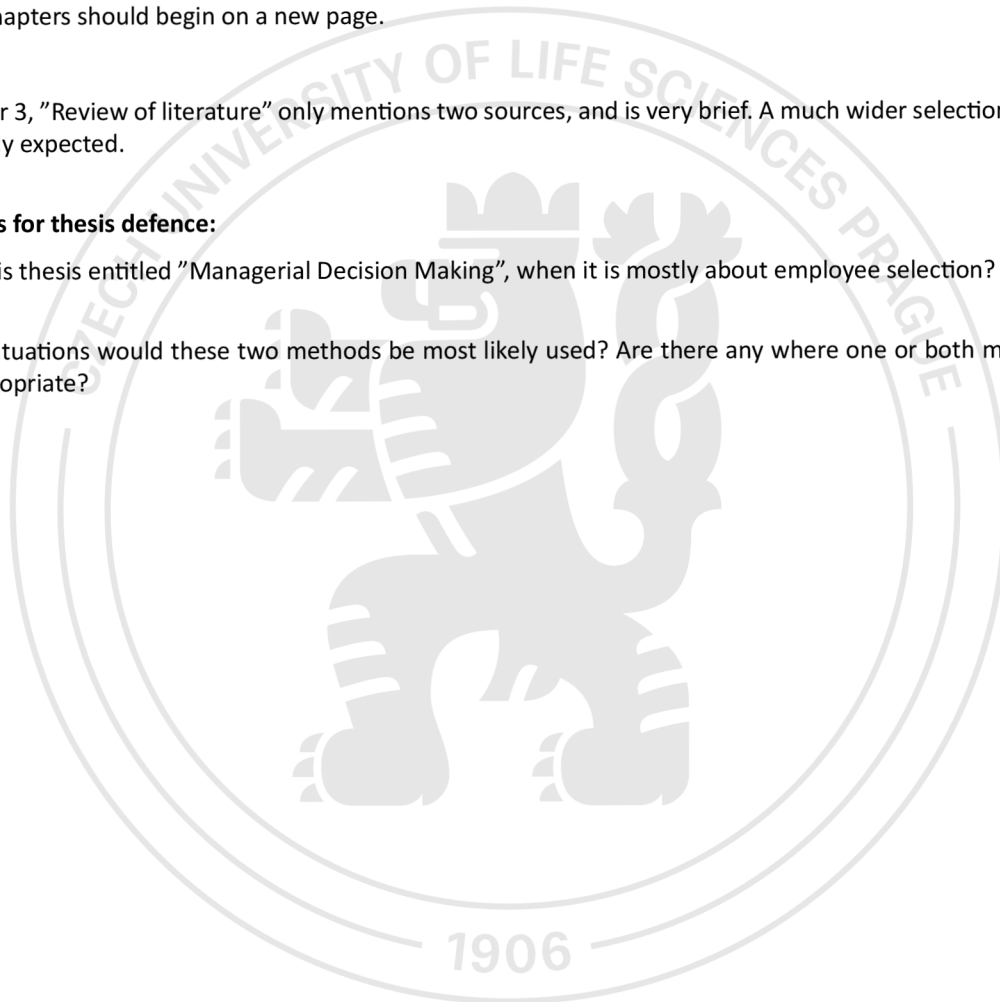 hapters should begin on a new page.
r 3, ”Review of literature” only mentions two sources, and is very brief. A much wider selection
y expected.
s for thesis defence:
is thesis entitled ”Managerial Decision Making”, when it is mostly about employee selection?
tuations would these two methods be most likely used? Are there any where one or both m
opriate?
CZECH UNIVERSITY OF LIFE SCIENCES PRAGUE
1906